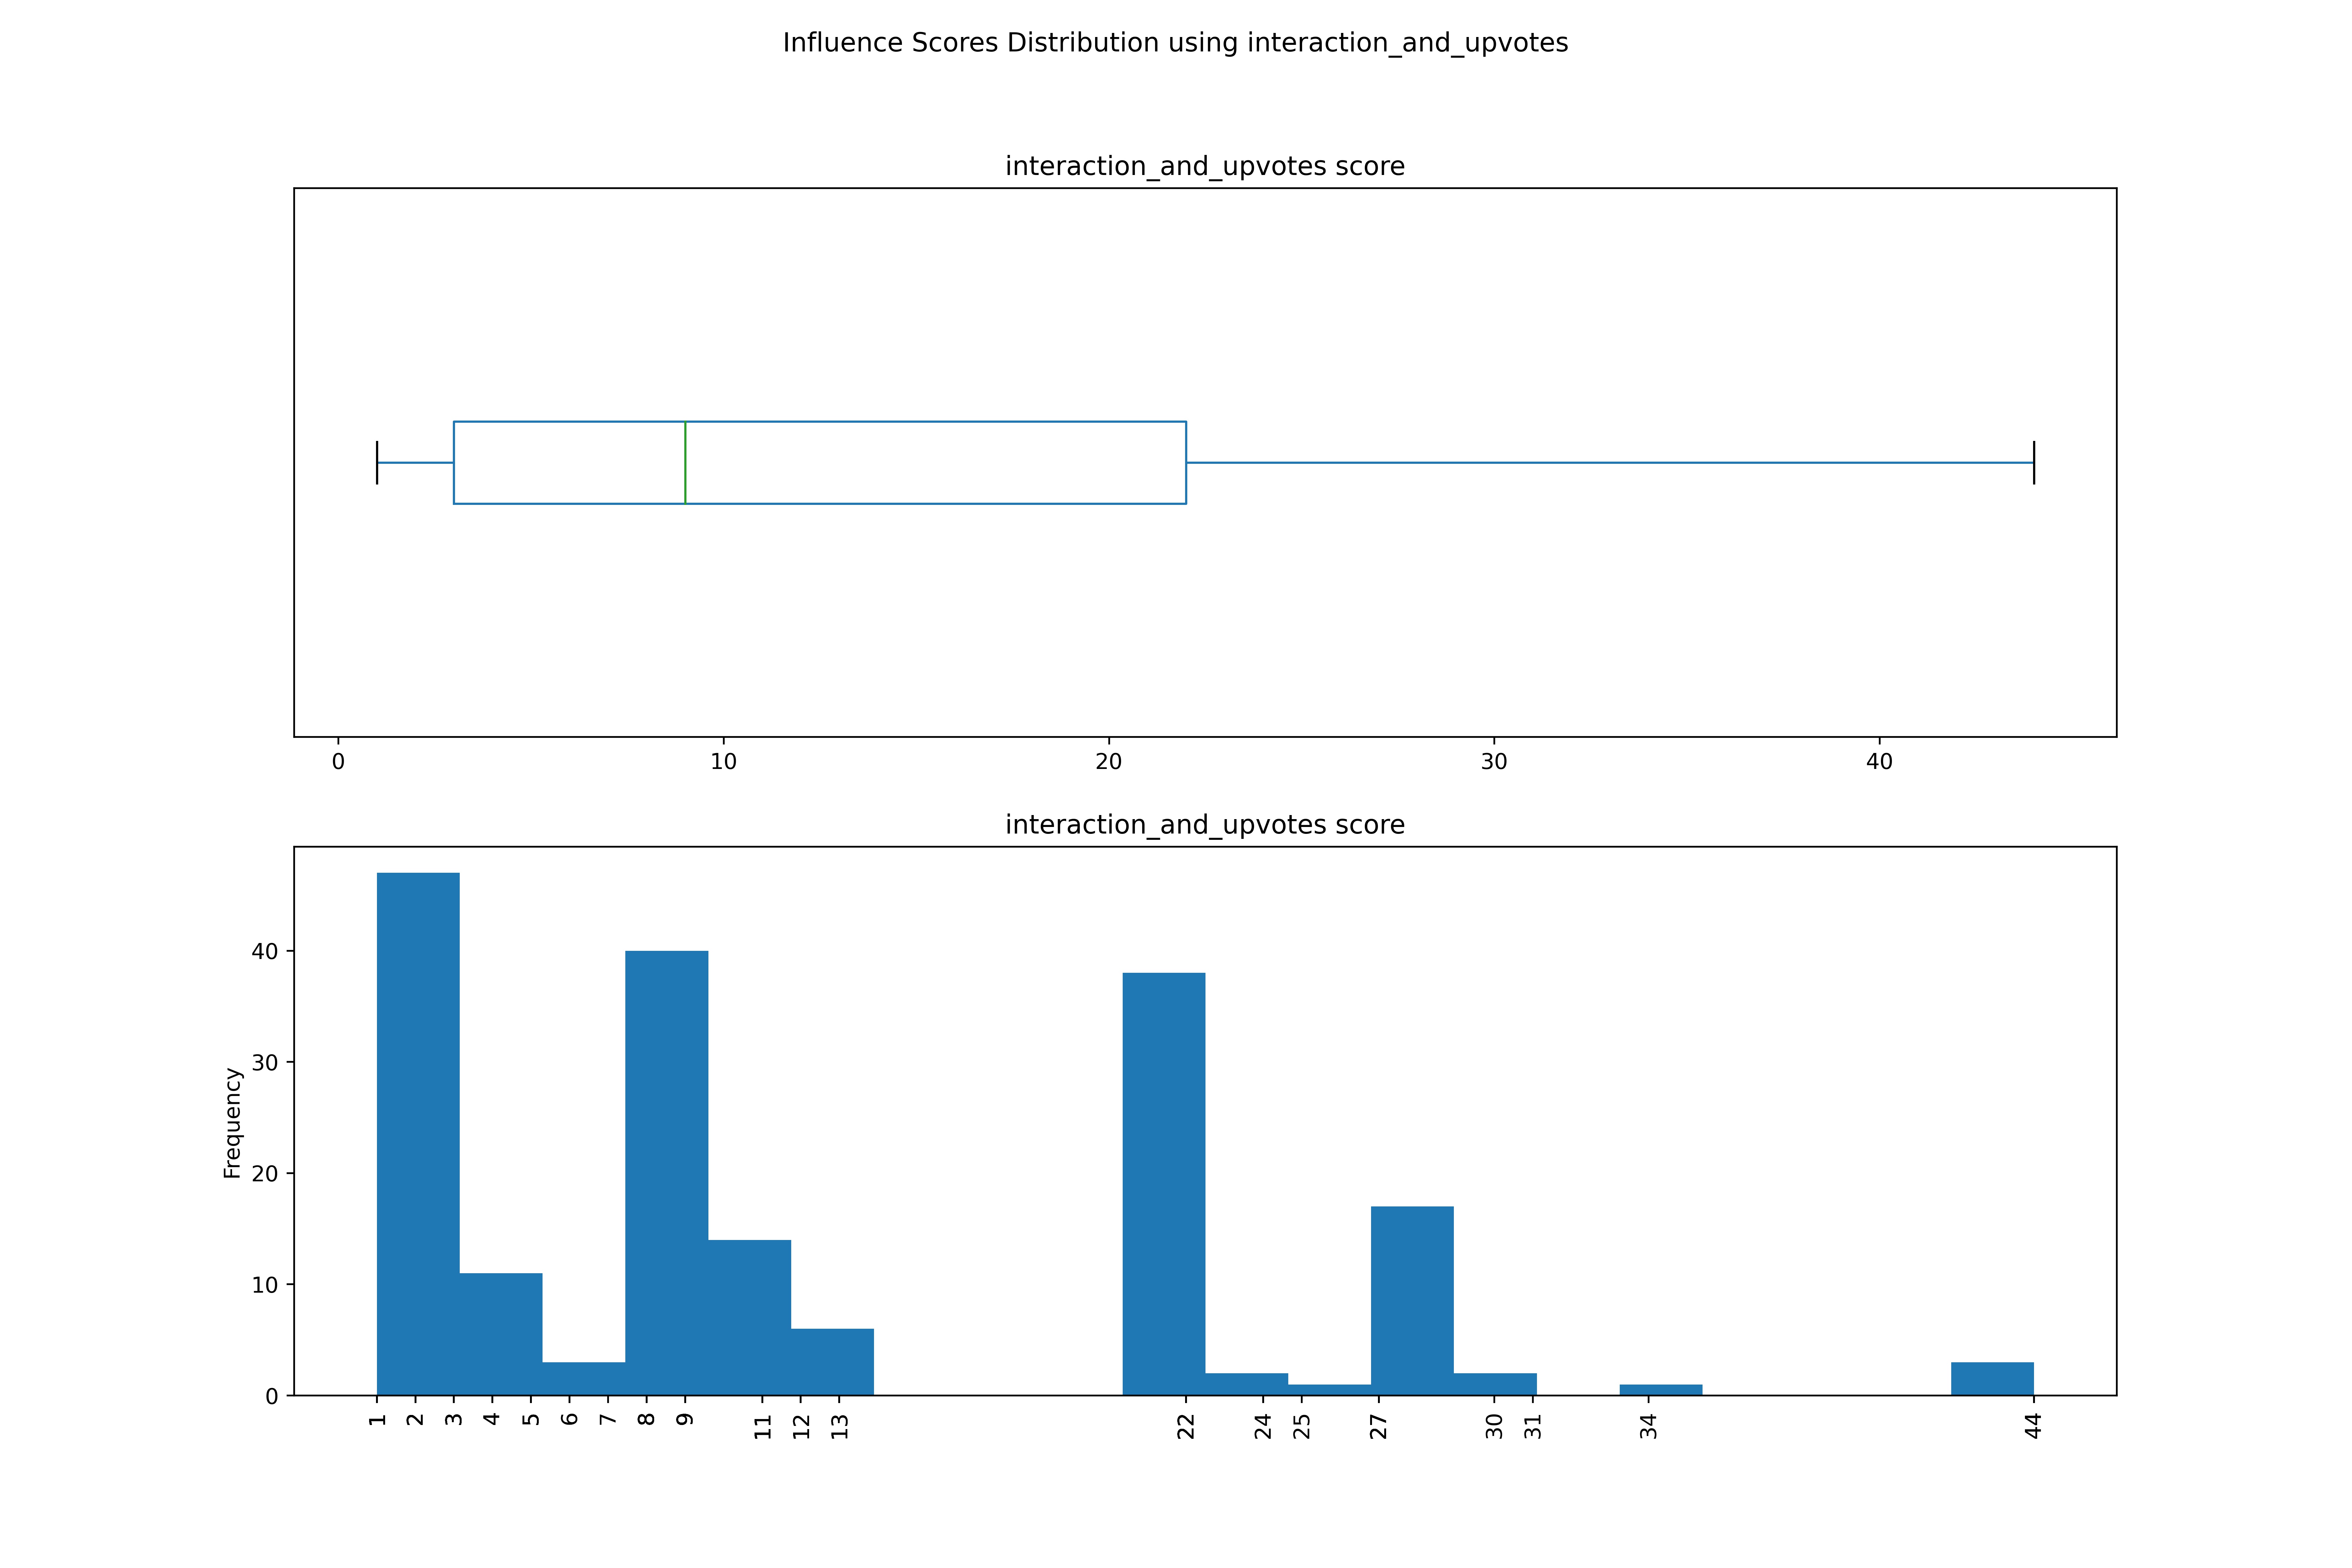 Influence Scores Distribution using interaction_and_upvotes
interaction_and_upvotes score
0 10 20 30 40
interaction_and_upvotes score
Frequency
40
30
20
10
0
1 2 3 4 5 6 7 8 9 11 12 13 22 24 25 27 30 31 34 44